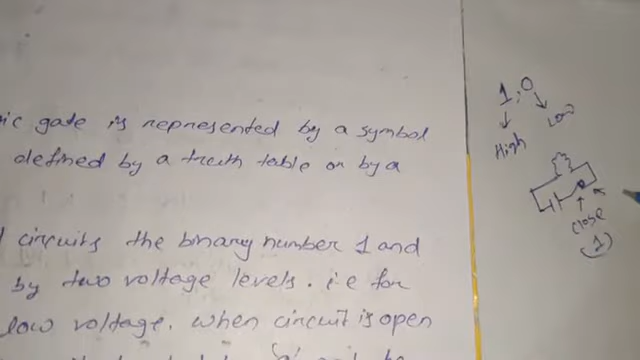 ic gate is represented by a symbol
defined by a truth table or by a
circuits the binary number 1 and
by two voltage levels. i.e for
low voltage. when circuit is open
1, 0
High
Low
close
(1)